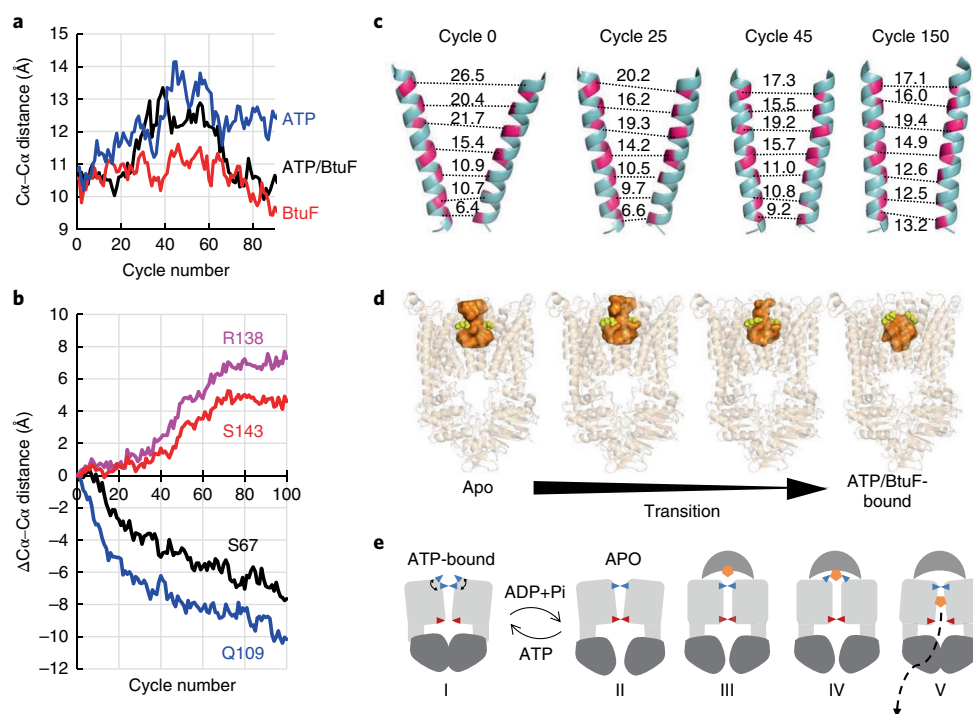 a
Cα–Cα distance (Å)
15
14
13
12
11
10
9
0
20
40
60
80
Cycle number
ATP
ATP/BtuF
BtuF
b
ΔCα–Cα distance (Å)
10
8
6
4
2
0
–2
–4
–6
–8
–10
–12
0
20
40
60
80
100
R138
S143
S67
Q109
Cycle number
c
Cycle 0
Cycle 25
Cycle 45
Cycle 150
26.5
20.4
21.7
15.4
10.9
10.7
6.4
20.2
16.2
19.3
14.2
10.5
9.7
6.6
17.3
15.5
19.2
15.7
11.0
10.8
9.2
17.1
16.0
19.4
14.9
12.6
12.5
13.2
d
Apo
Transition
ATP/BtuF-
bound
e
ATP-bound
ADP+Pi
ATP
APO
I
II
III
IV
V